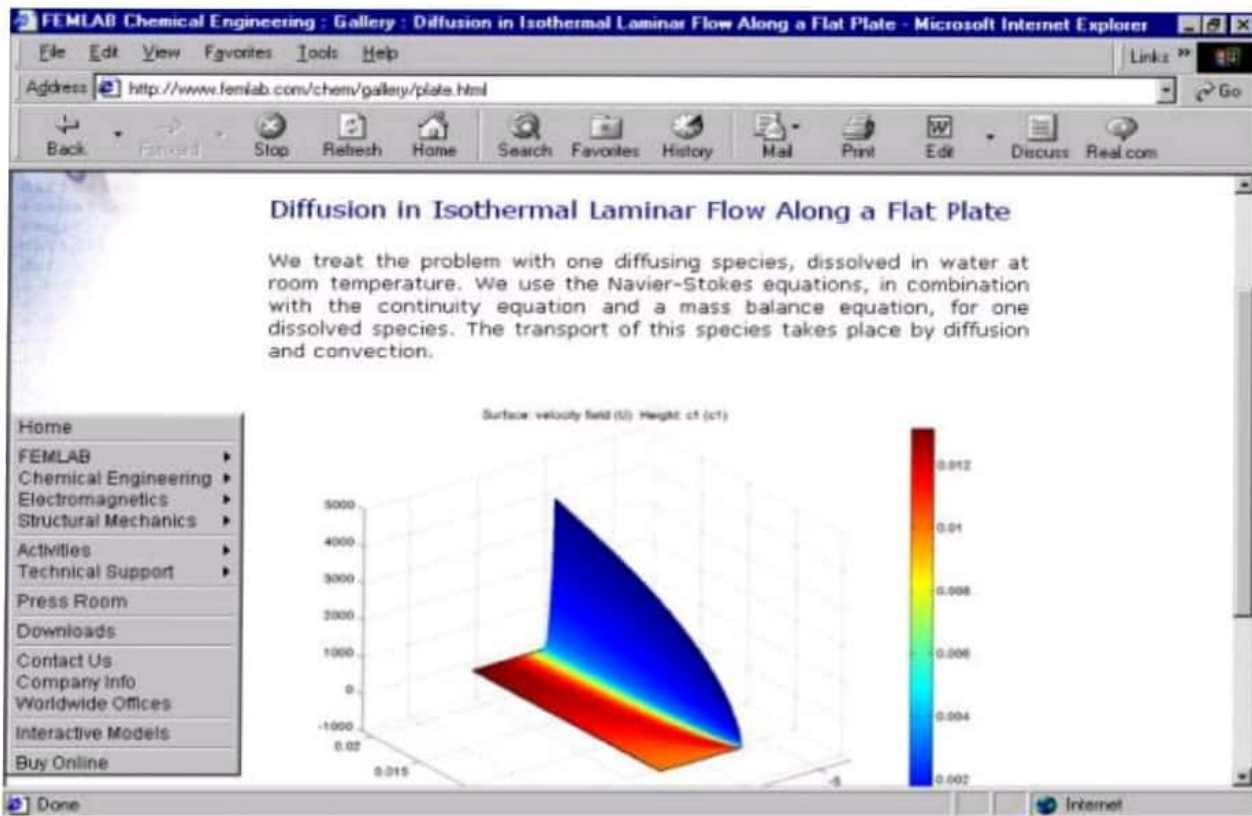 FEMLAB Chemical Engineering : Gallery : Diffusion in Isothermal Laminar Flow Along a Flat Plate - Microsoft Internet Explorer
File Edit View Favorites Tools Help Links »
Address http://www.femlab.com/chem/gallery/plate.html Go
Back Forward Stop Refresh Home Search Favorites History Mail Print Edit Discuss Real.com
Diffusion in Isothermal Laminar Flow Along a Flat Plate
We treat the problem with one diffusing species, dissolved in water at
room temperature. We use the Navier-Stokes equations, in combination
with the continuity equation and a mass balance equation, for one
dissolved species. The transport of this species takes place by diffusion
and convection.
Home
FEMLAB
Chemical Engineering
Electromagnetics
Structural Mechanics
Activities
Technical Support
Press Room
Downloads
Contact Us
Company Info
Worldwide Offices
Interactive Models
Buy Online
Surface: velocity field (U) Height: c1 (c1)
5000
4000
3000
2000
1000
0
-1000
0.02
0.015
-5
0.012
0.01
0.008
0.006
0.004
0.002
Done Internet